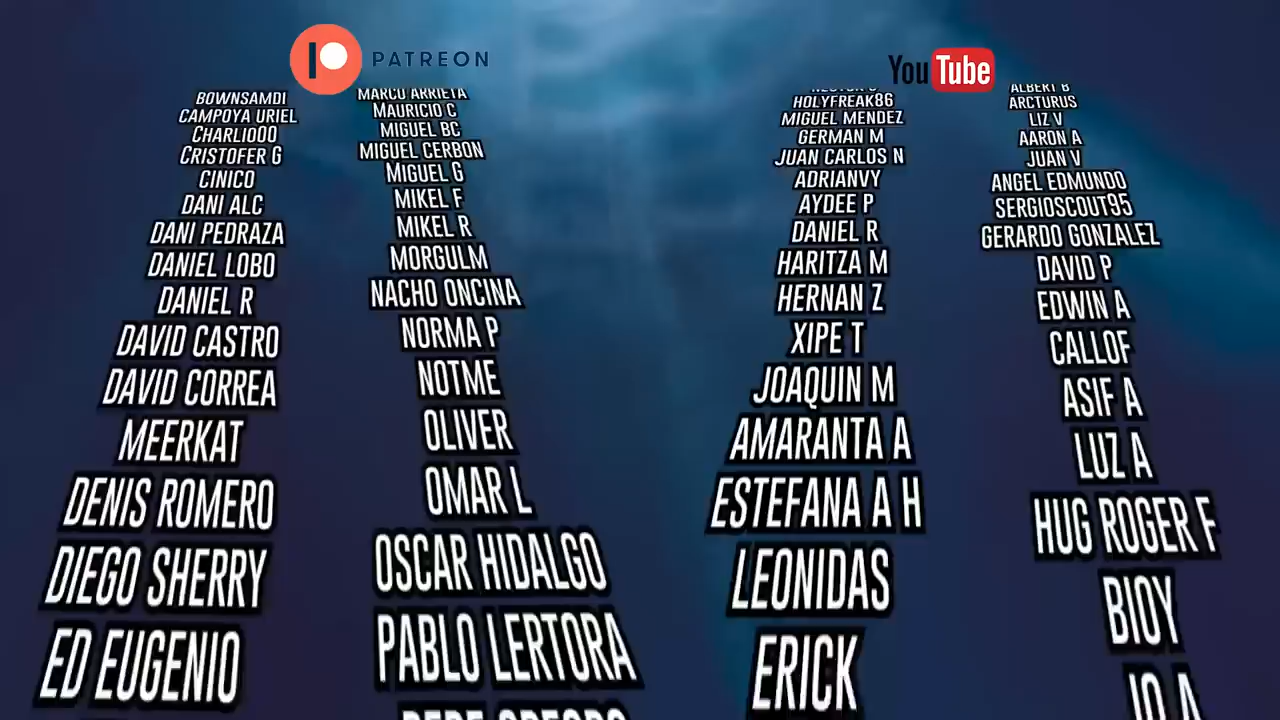 PATREON
BOWNSAMDI
CAMPOYA URIEL
CHARLIOOO
CRISTOFER G
CINICO
DANI ALC
DANI PEDRAZA
DANIEL LOBO
DANIEL R
DAVID CASTRO
DAVID CORREA
MEERKAT
DENIS ROMERO
DIEGO SHERRY
ED EUGENIO
MARCO ARRIETA
MAURICIO C
MIGUEL BC
MIGUEL CERBON
MIGUEL G
MIKEL F
MIKEL R
MORGULM
NACHO ONCINA
NORMA P
NOTME
OLIVER
OMAR L
OSCAR HIDALGO
PABLO LERTORA
YouTube
HOLYFREAK86
MIGUEL MENDEZ
GERMAN M
JUAN CARLOS N
ADRIANVY
AYDEE P
DANIEL R
HARITZA M
HERNAN Z
XIPE T
JOAQUIN M
AMARANTA A
ESTEFANA A H
LEONIDAS
ERICK
ALBERT B
ARCTURUS
LIZ V
AARON A
JUAN V
ANGEL EDMUNDO
SERGIOSCOUT95
GERARDO GONZALEZ
DAVID P
EDWIN A
CALLOF
ASIF A
LUZ A
HUG ROGER F
BIOY